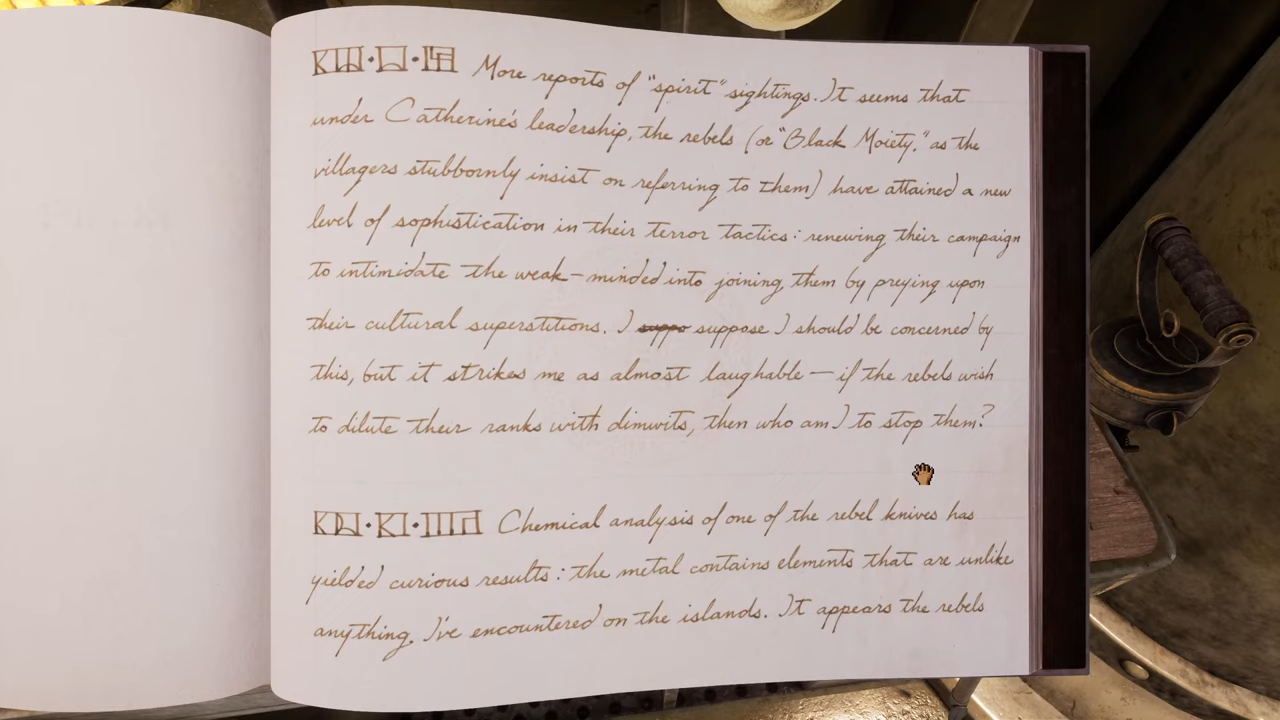 More reports of "spirit" sightings. It seems that
under Catherine's leadership, the rebels (or "Black Moiety," as the
villagers stubbornly insist on referring to them) have attained a new
level of sophistication in their terror tactics: renewing their campaign
to intimidate the weak-minded into joining them by preying upon
their cultural superstitions. I suppo suppose I should be concerned by
this, but it strikes me as almost laughable — if the rebels wish
to dilute their ranks with dimwits, then who am I to stop them?
Chemical analysis of one of the rebel knives has
yielded curious results: the metal contains elements that are unlike
anything I've encountered on the islands. It appears the rebels